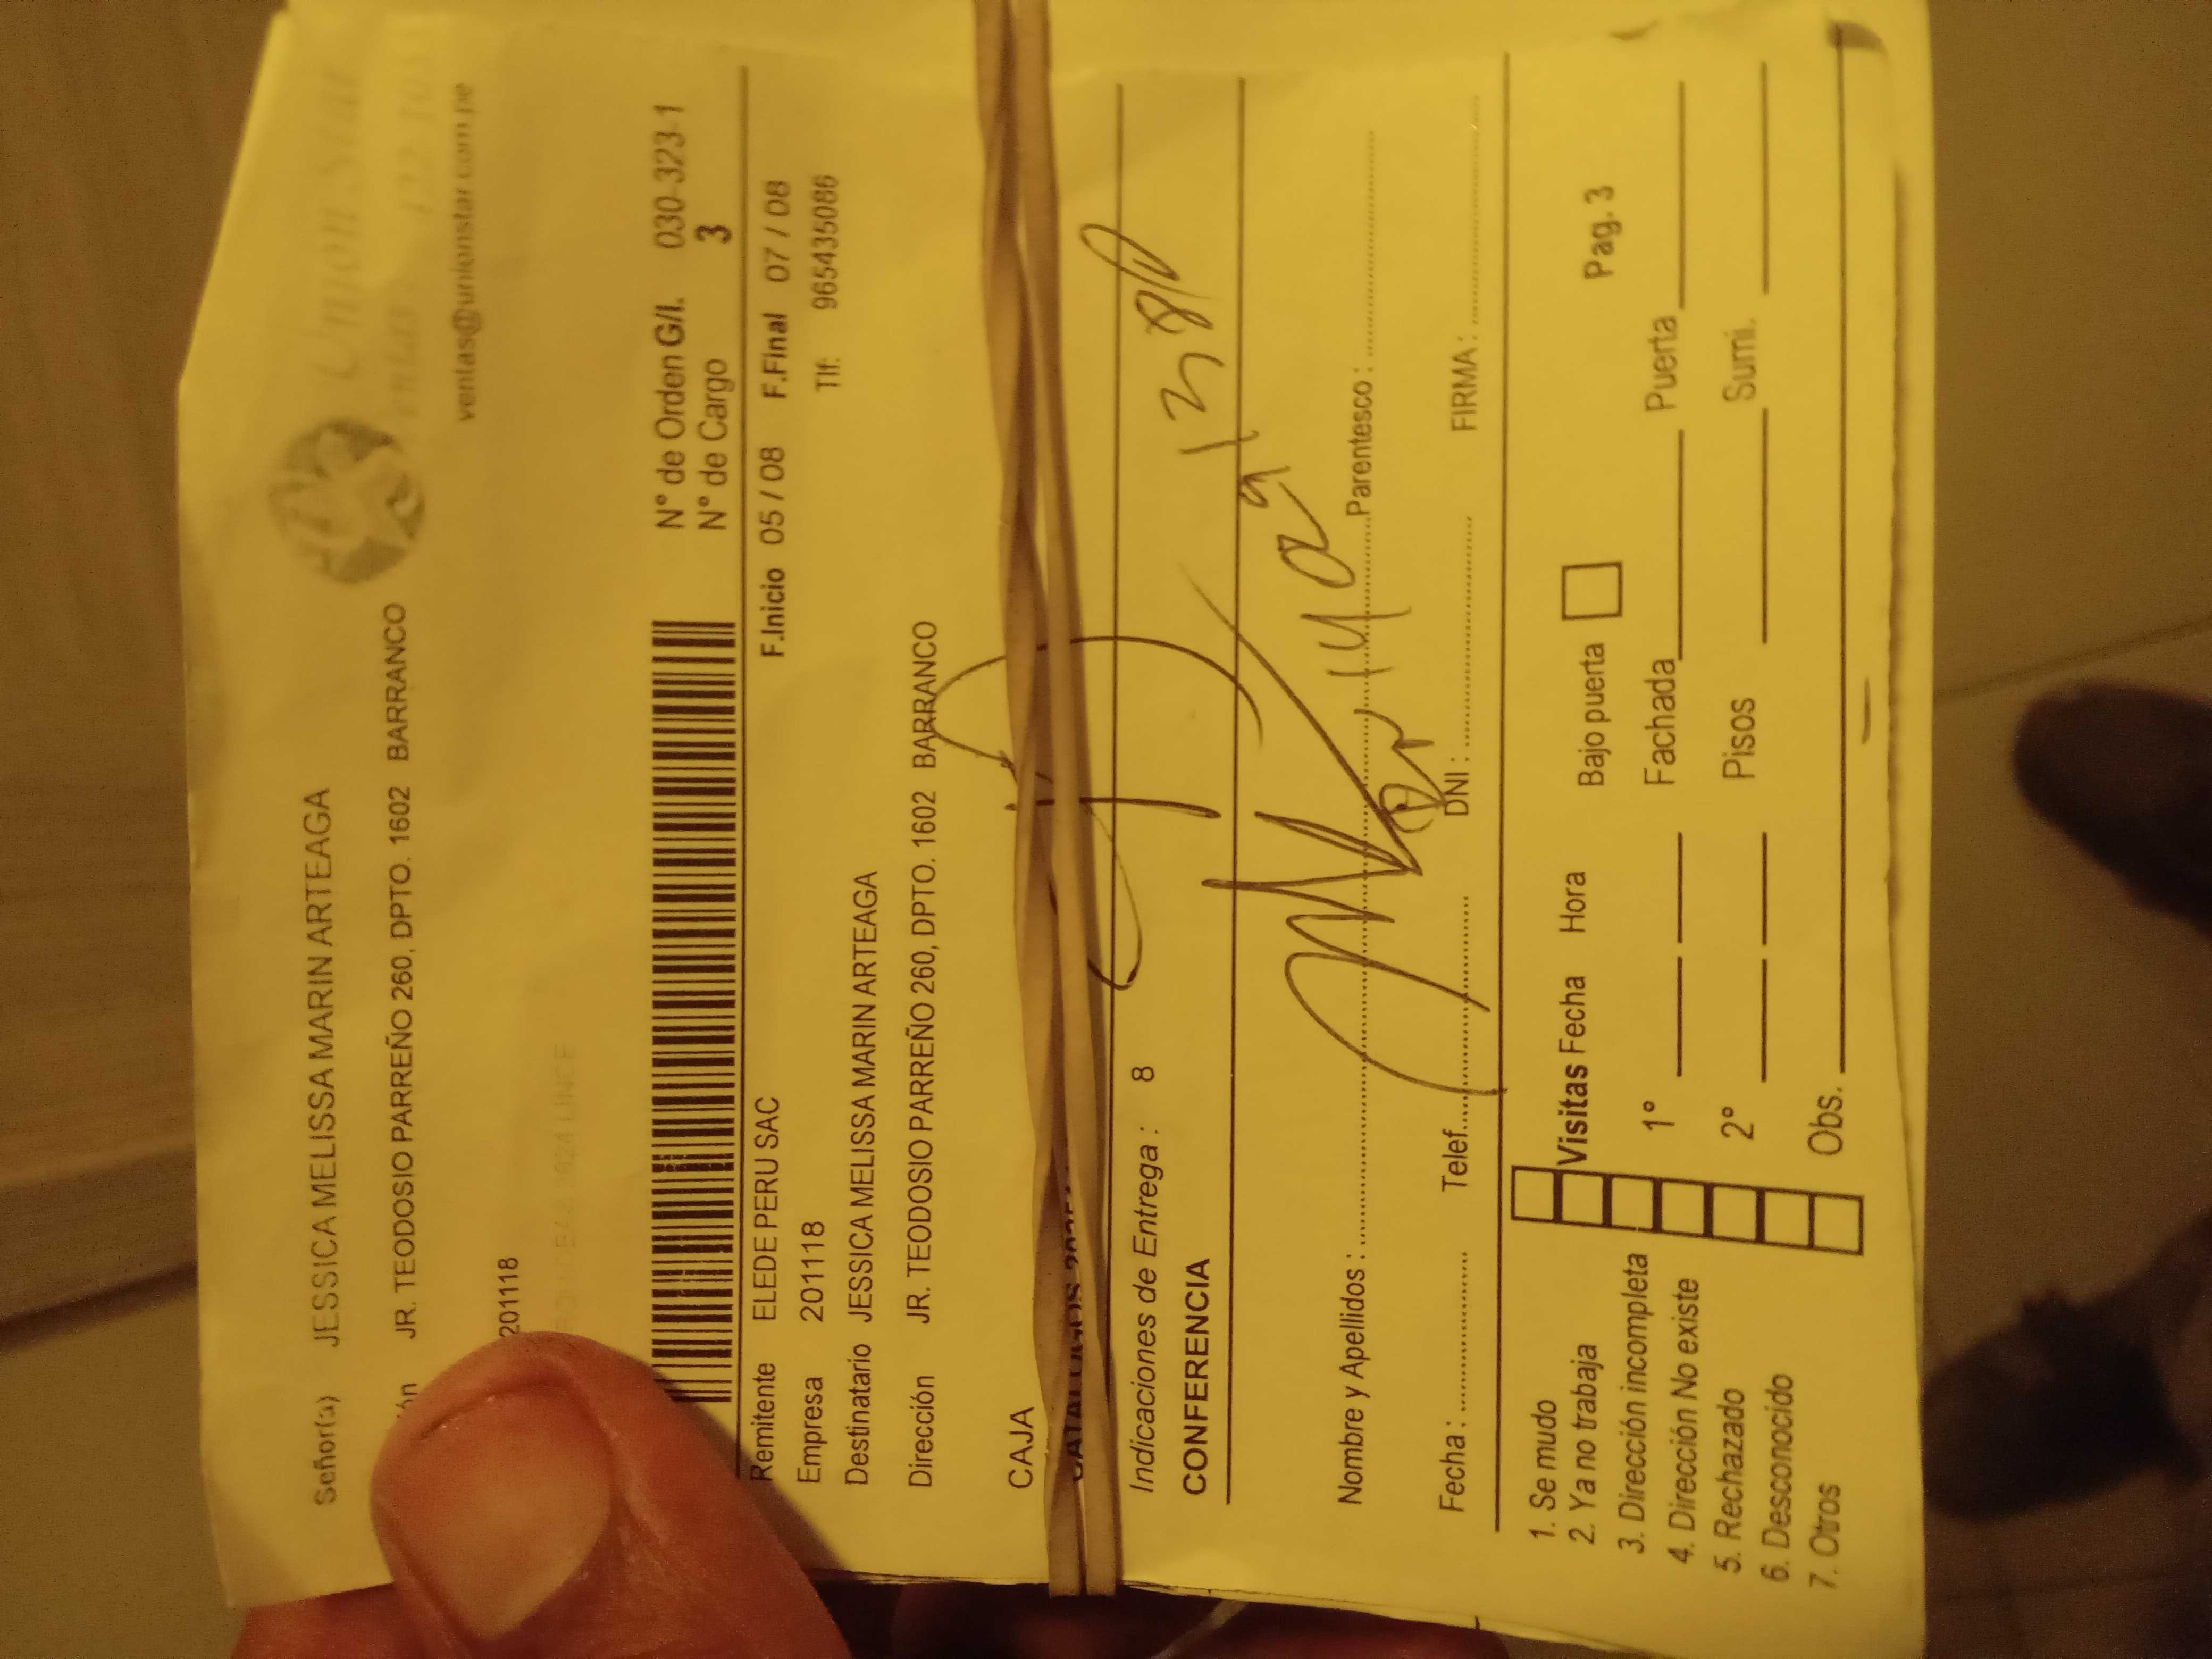 Señor(a) JESSICA MELISSA MARIN ARTEAGA
Union Star
JR. TEODOSIO PARREÑO 260, DPTO. 1602 BARRANCO
ventas@unionstar.com.pe
201118
N° de Orden G/I. 030-323-1
N° de Cargo 3
Remitente ELEDE PERU SAC
F.Inicio 05 / 08 F.Final 07 / 08
Empresa 201118
Tlf: 965435086
Destinatario JESSICA MELISSA MARIN ARTEAGA
Dirección JR. TEODOSIO PARREÑO 260, DPTO. 1602 BARRANCO
CAJA
CATALOGOS
Indicaciones de Entrega : 8
CONFERENCIA
Nombre y Apellidos : Parentesco :
Fecha : Telef. DNI : FIRMA :
1. Se mudo
2. Ya no trabaja
3. Dirección incompleta
4. Dirección No existe
5. Rechazado
6. Desconocido
7. Otros
Visitas Fecha Hora Bajo puerta Pag. 3
1° Fachada Puerta
2° Pisos Sumi.
Obs.